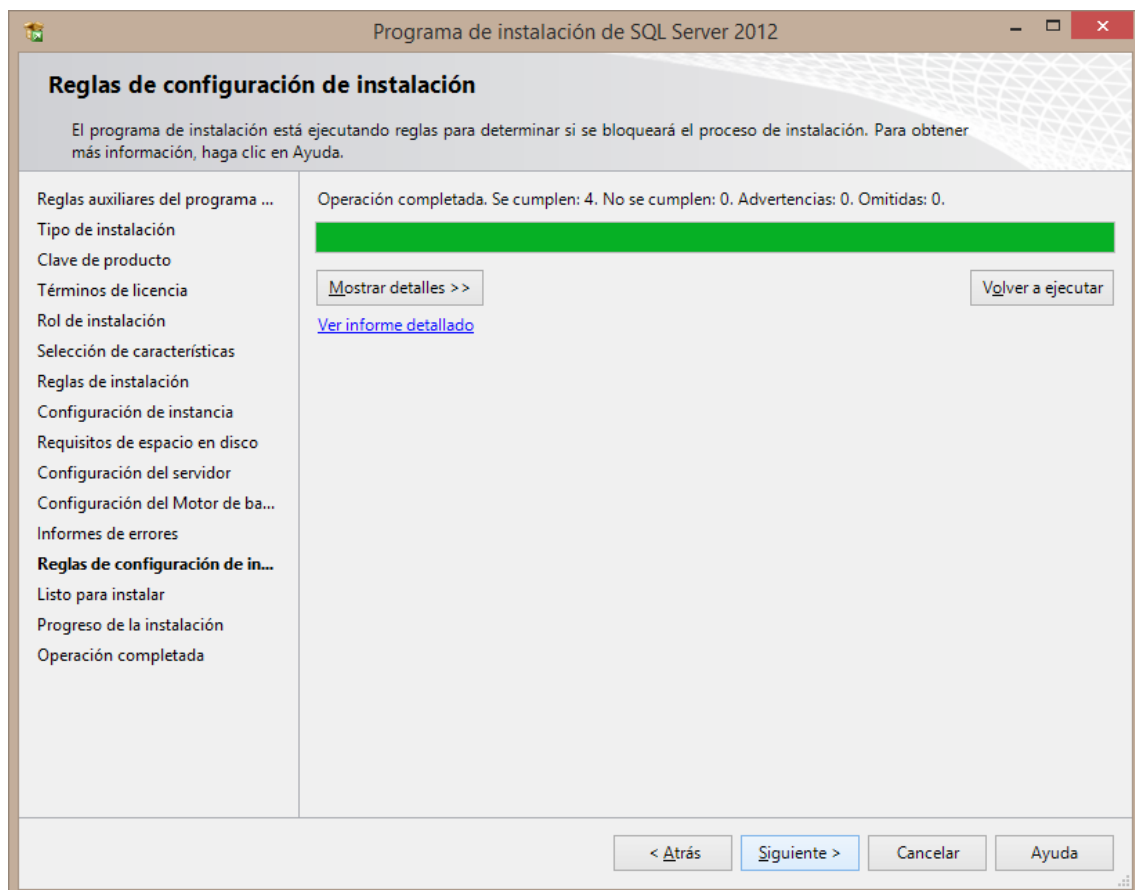 Programa de instalación de SQL Server 2012
Reglas de configuración de instalación
El programa de instalación está ejecutando reglas para determinar si se bloqueará el proceso de instalación. Para obtener
más información, haga clic en Ayuda.
Reglas auxiliares del programa ...
Tipo de instalación
Clave de producto
Términos de licencia
Rol de instalación
Selección de características
Reglas de instalación
Configuración de instancia
Requisitos de espacio en disco
Configuración del servidor
Configuración del Motor de ba...
Informes de errores
Reglas de configuración de in...
Listo para instalar
Progreso de la instalación
Operación completada
Operación completada. Se cumplen: 4. No se cumplen: 0. Advertencias: 0. Omitidas: 0.
Mostrar detalles >>
Volver a ejecutar
Ver informe detallado
< Atrás
Siguiente >
Cancelar
Ayuda